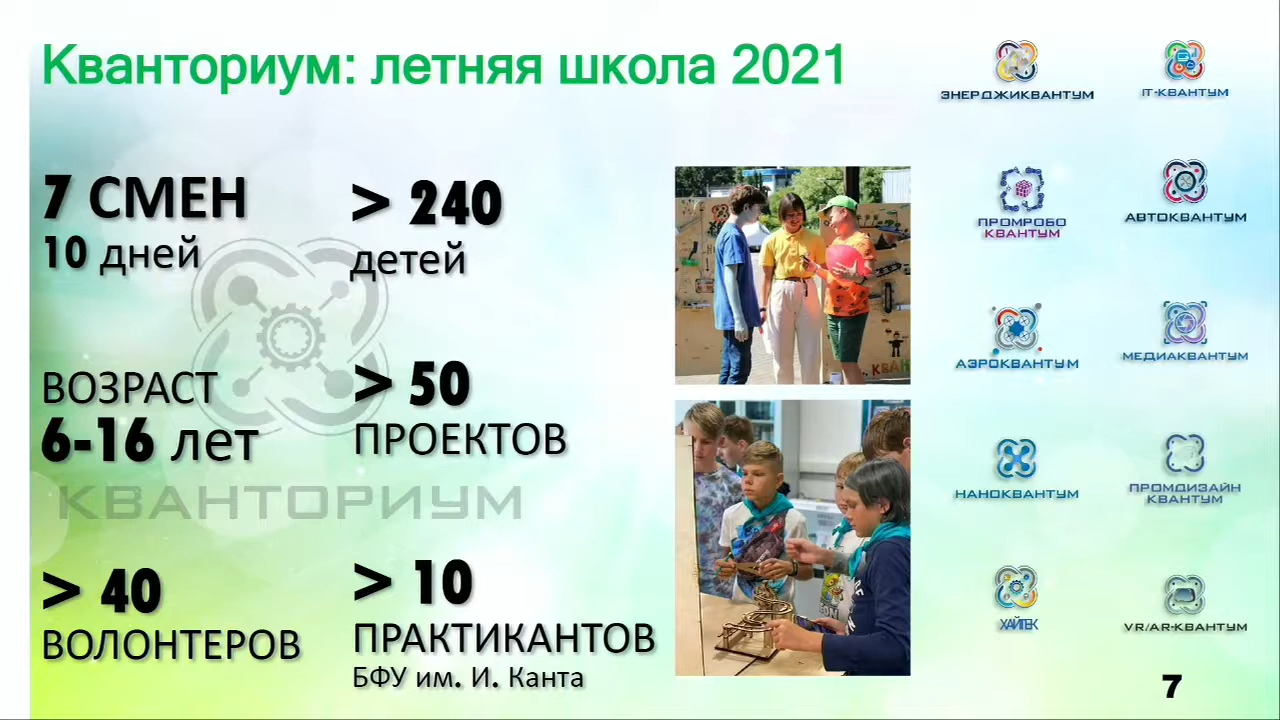 Кванториум: летняя школа 2021
7 СМЕН
10 дней
> 240
детей
ВОЗРАСТ
6-16 лет
> 50
ПРОЕКТОВ
КВАНТОРИУМ
> 40
ВОЛОНТЕРОВ
> 10
ПРАКТИКАНТОВ
БФУ им. И. Канта
ЭНЕРДЖИКВАНТУМ
IT-КВАНТУМ
ПРОМРОБО
КВАНТУМ
АВТОКВАНТУМ
АЭРОКВАНТУМ
МЕДИАКВАНТУМ
НАНОКВАНТУМ
ПРОМДИЗАЙН
КВАНТУМ
ХАЙТЕК
VR/AR-КВАНТУМ
7